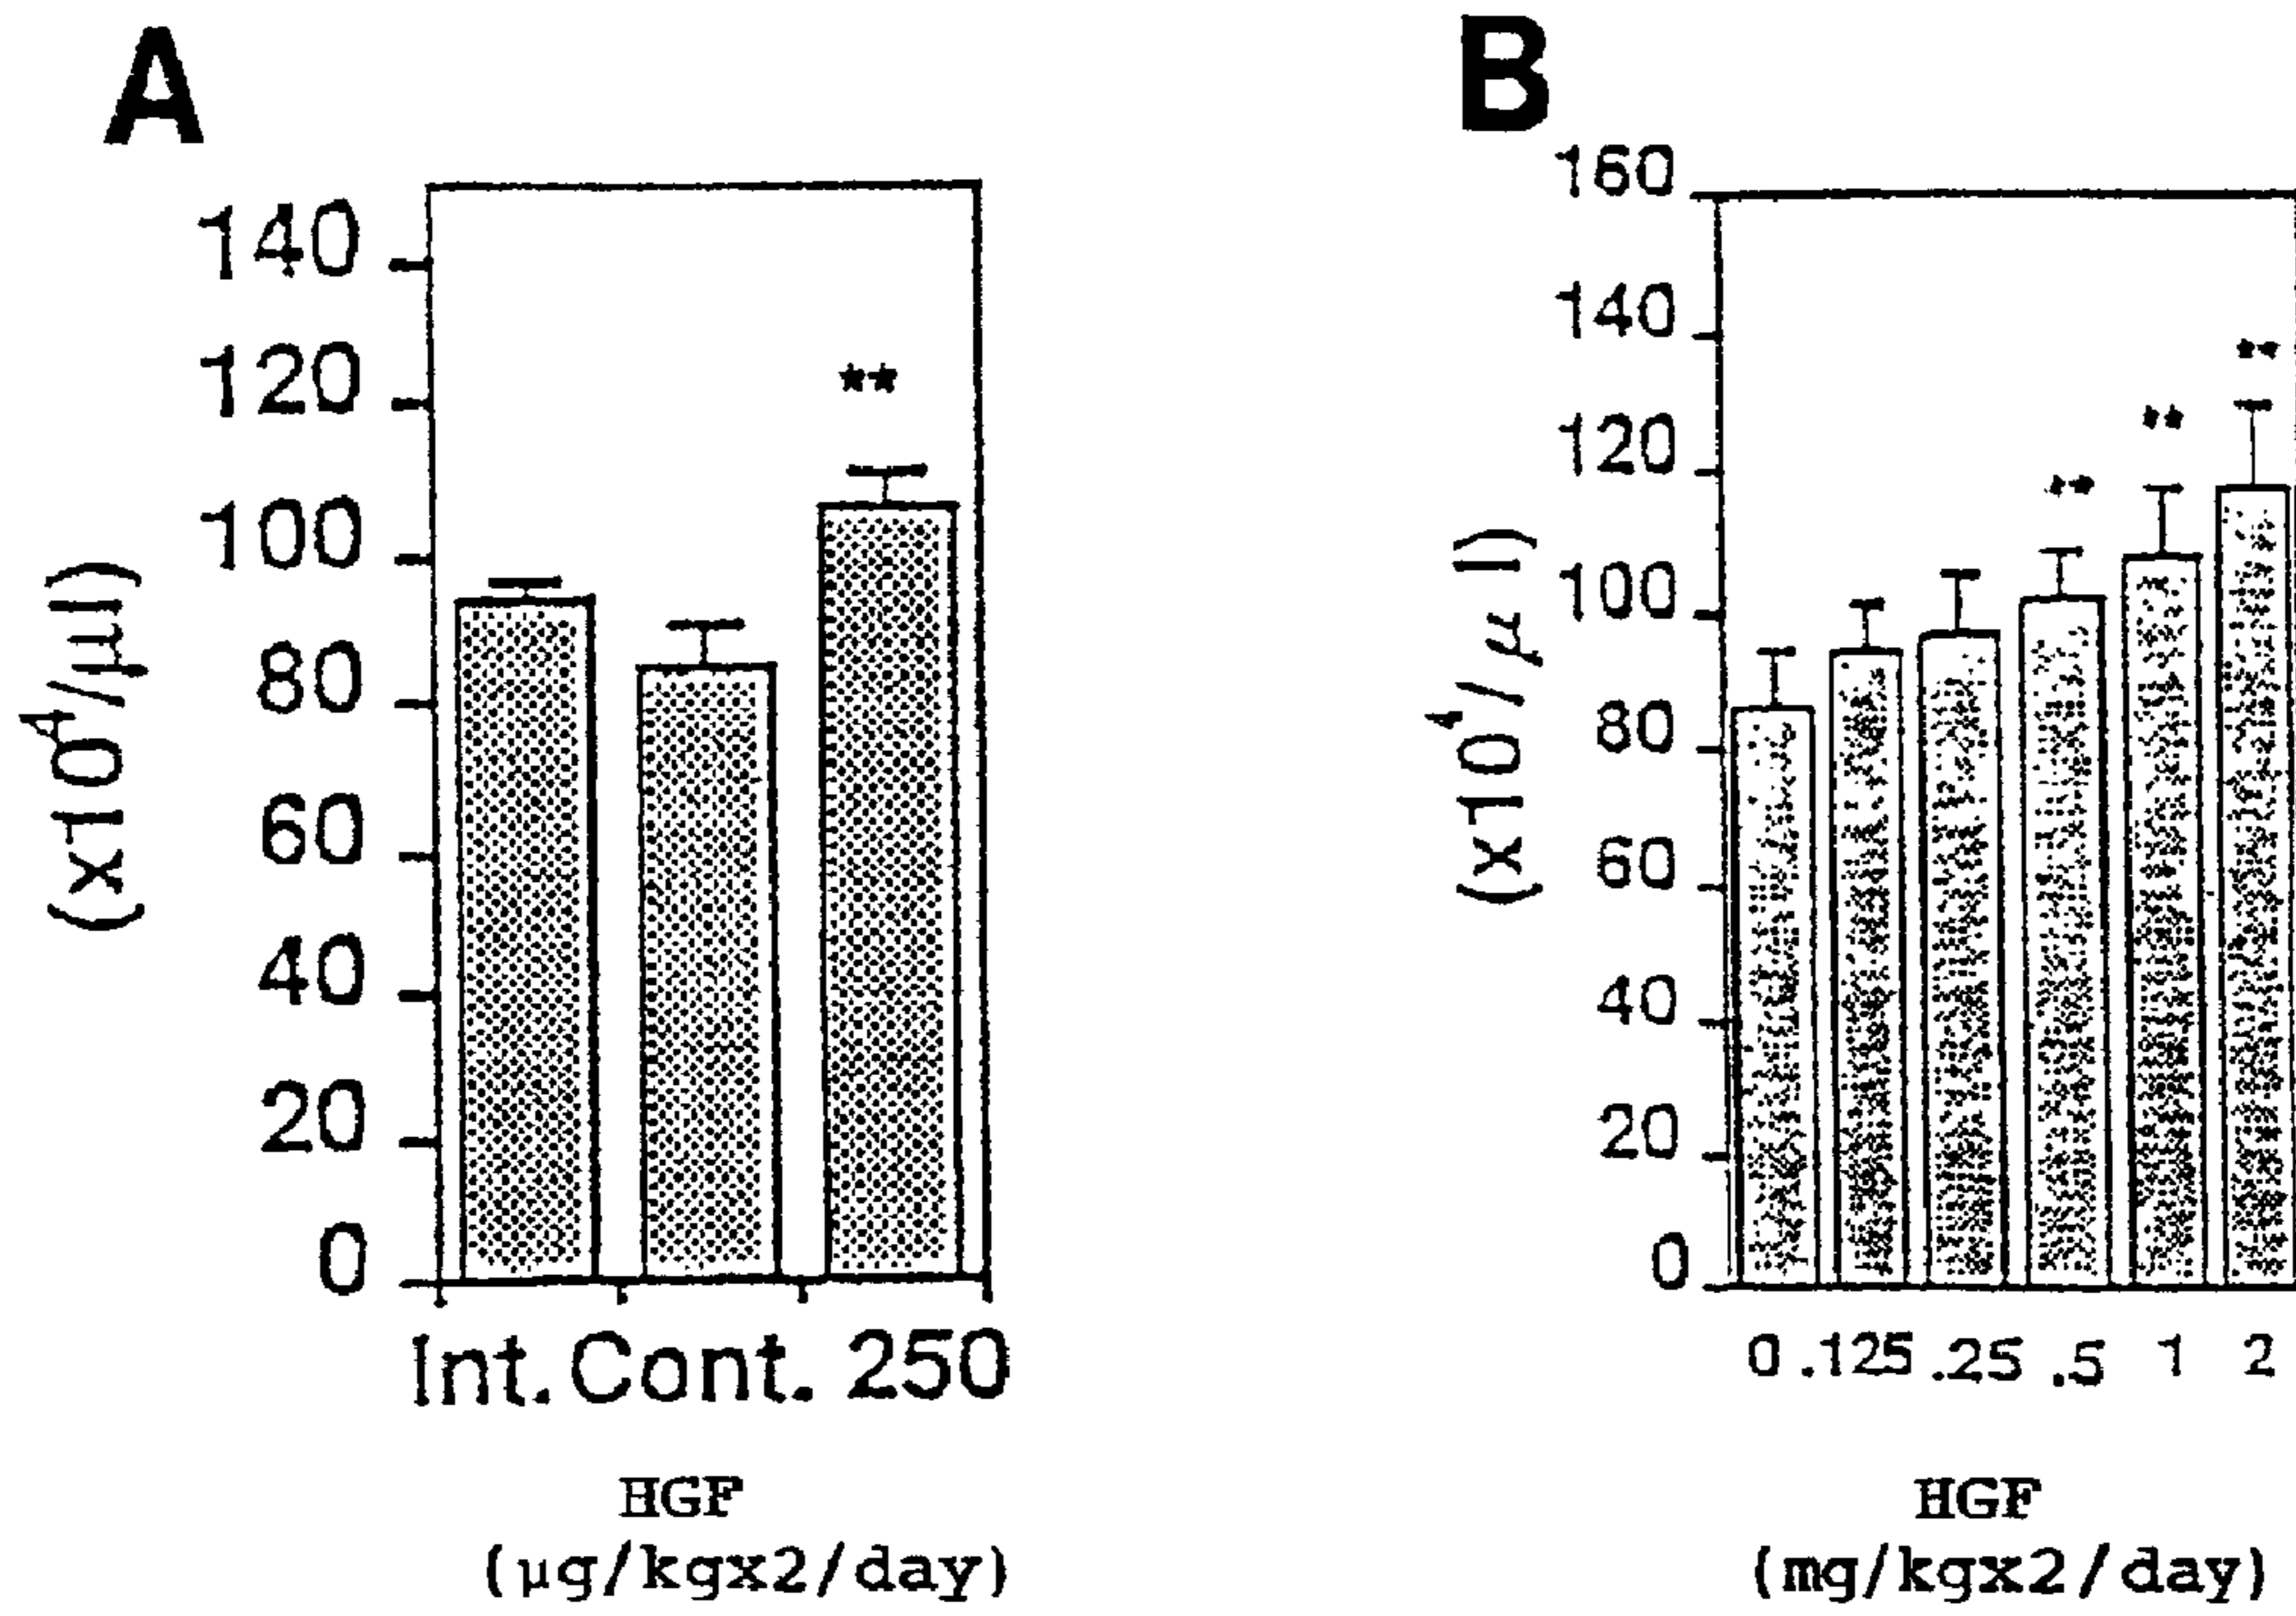 A
140
120
100
80
60
40
20
0
(x10⁴/μl)
**
Int. Cont. 250
HGF
(μg/kgx2/day)
B
160
140
120
100
80
60
40
20
0
(x10⁴/μl)
**
**
**
0 .125 .25 .5 1 2
HGF
(mg/kgx2/day)